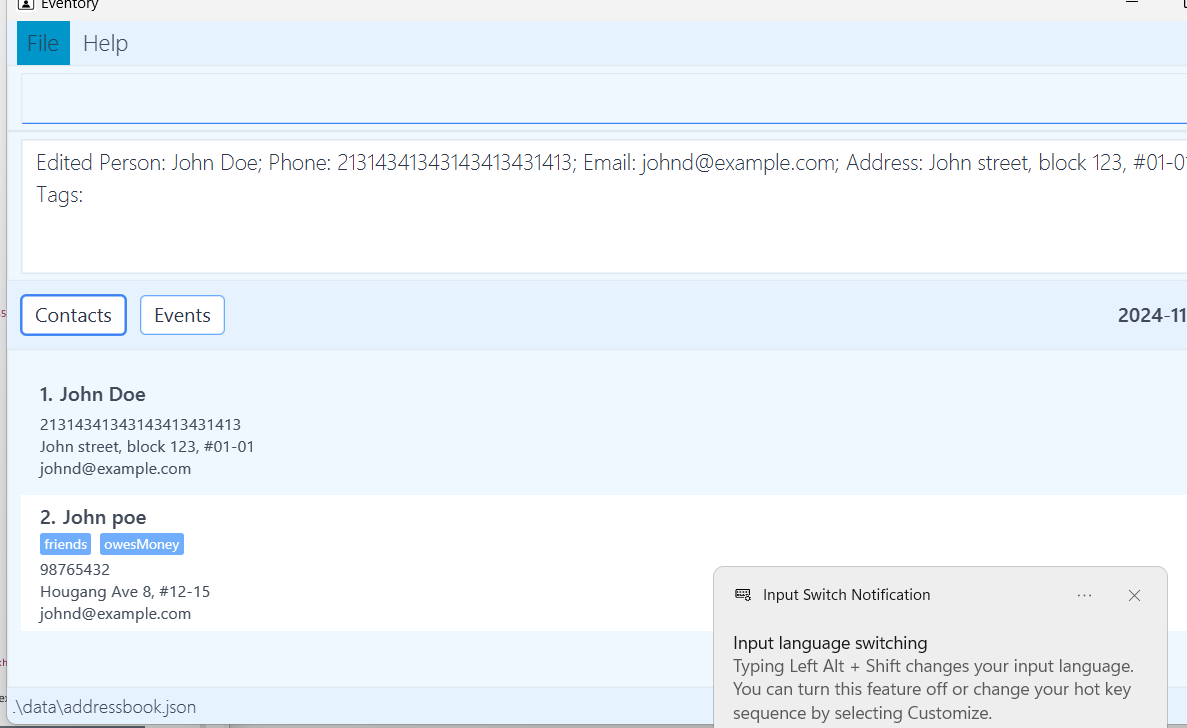 Eventory
File Help
Edited Person: John Doe; Phone: 21314341343143413431413; Email: johnd@example.com; Address: John street, block 123, #01-01
Tags:
Contacts Events 2024-11
1. John Doe
21314341343143413431413
John street, block 123, #01-01
johnd@example.com
2. John poe
friends owesMoney
98765432
Hougang Ave 8, #12-15
johnd@example.com
Input Switch Notification
Input language switching
Typing Left Alt + Shift changes your input language.
You can turn this feature off or change your hot key
sequence by selecting Customize.
.\data\addressbook.json